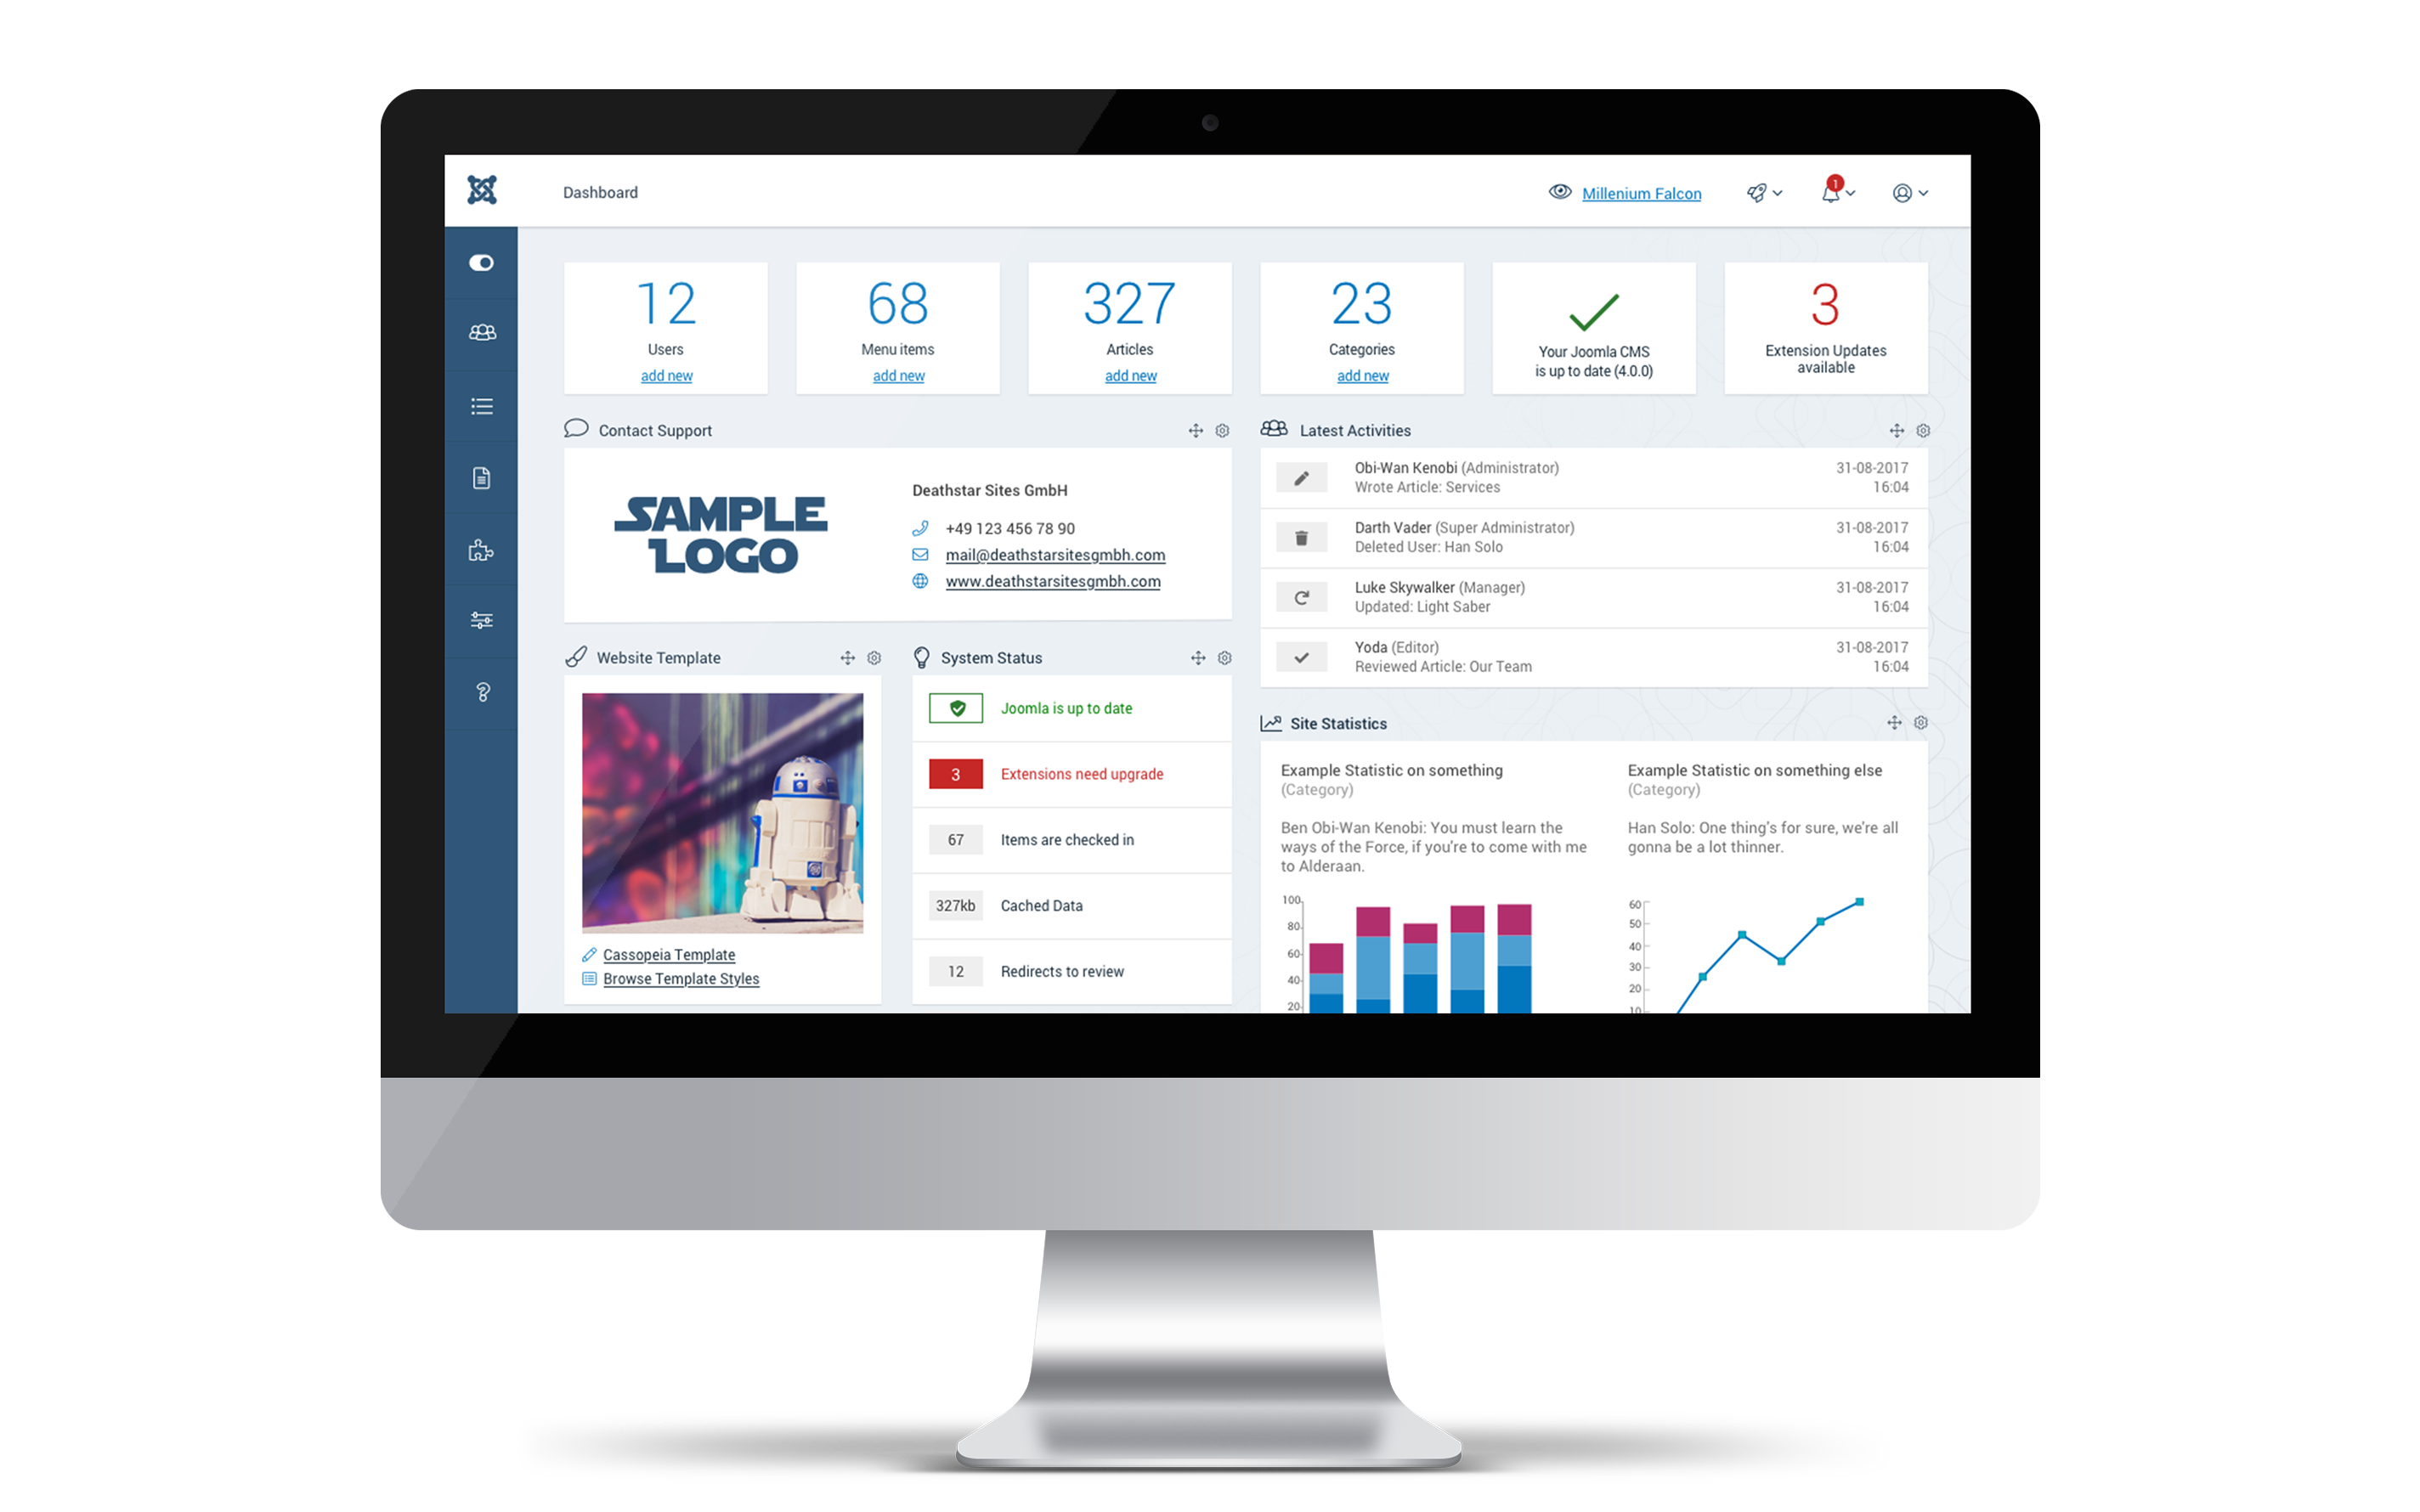 Dashboard
Millenium Falcon
1
12
Users
add new
68
Menu items
add new
327
Articles
add new
23
Categories
add new
Your Joomla CMS
is up to date (4.0.0)
3
Extension Updates
available
Contact Support
SAMPLE
LOGO
Deathstar Sites GmbH
+49 123 456 78 90
mail@deathstarsitesgmbh.com
www.deathstarsitesgmbh.com
Latest Activities
Obi-Wan Kenobi (Administrator)
Wrote Article: Services
31-08-2017
16:04
Darth Vader (Super Administrator)
Deleted User: Han Solo
31-08-2017
16:04
Luke Skywalker (Manager)
Updated: Light Saber
31-08-2017
16:04
Yoda (Editor)
Reviewed Article: Our Team
31-08-2017
16:04
Website Template
Cassopeia Template
Browse Template Styles
System Status
Joomla is up to date
3 Extensions need upgrade
67 Items are checked in
327kb Cached Data
12 Redirects to review
Site Statistics
Example Statistic on something
(Category)
Ben Obi-Wan Kenobi: You must learn the
ways of the Force, if you're to come with me
to Alderaan.
100
80
60
40
20
Example Statistic on something else
(Category)
Han Solo: One thing's for sure, we're all
gonna be a lot thinner.
60
50
40
30
20
10